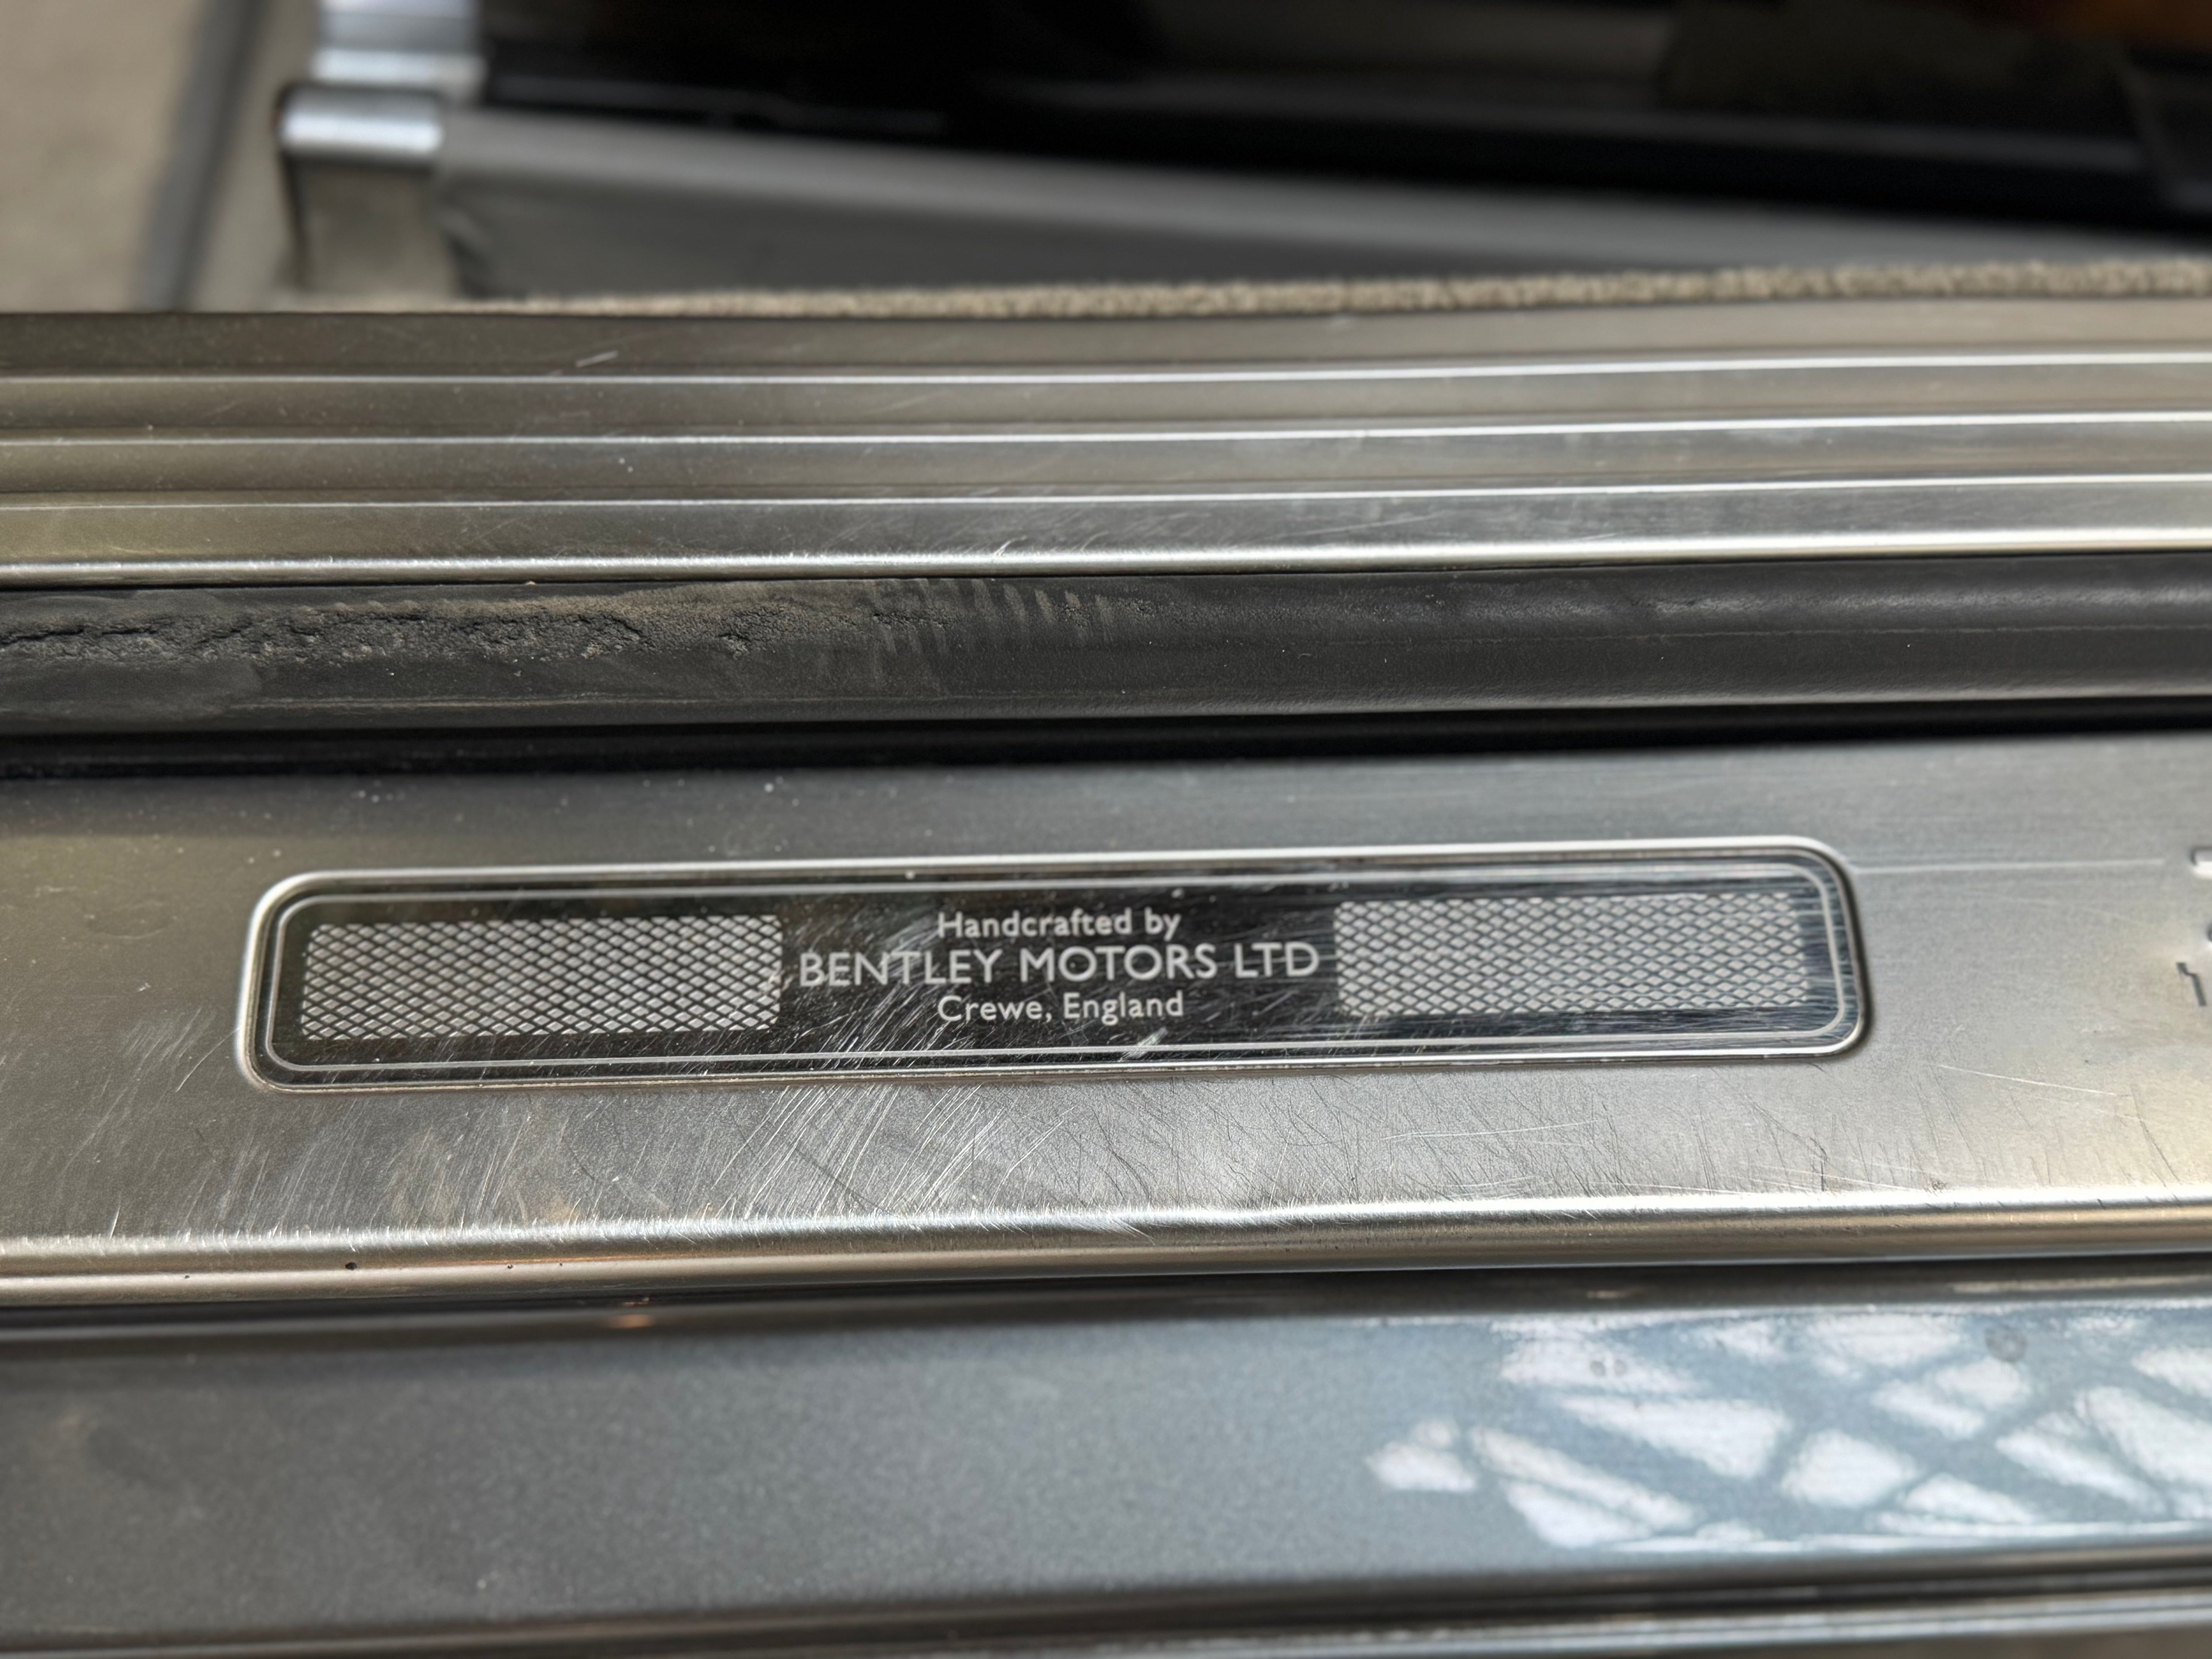 Handcrafted by
BENTLEY MOTORS LTD
Crewe, England